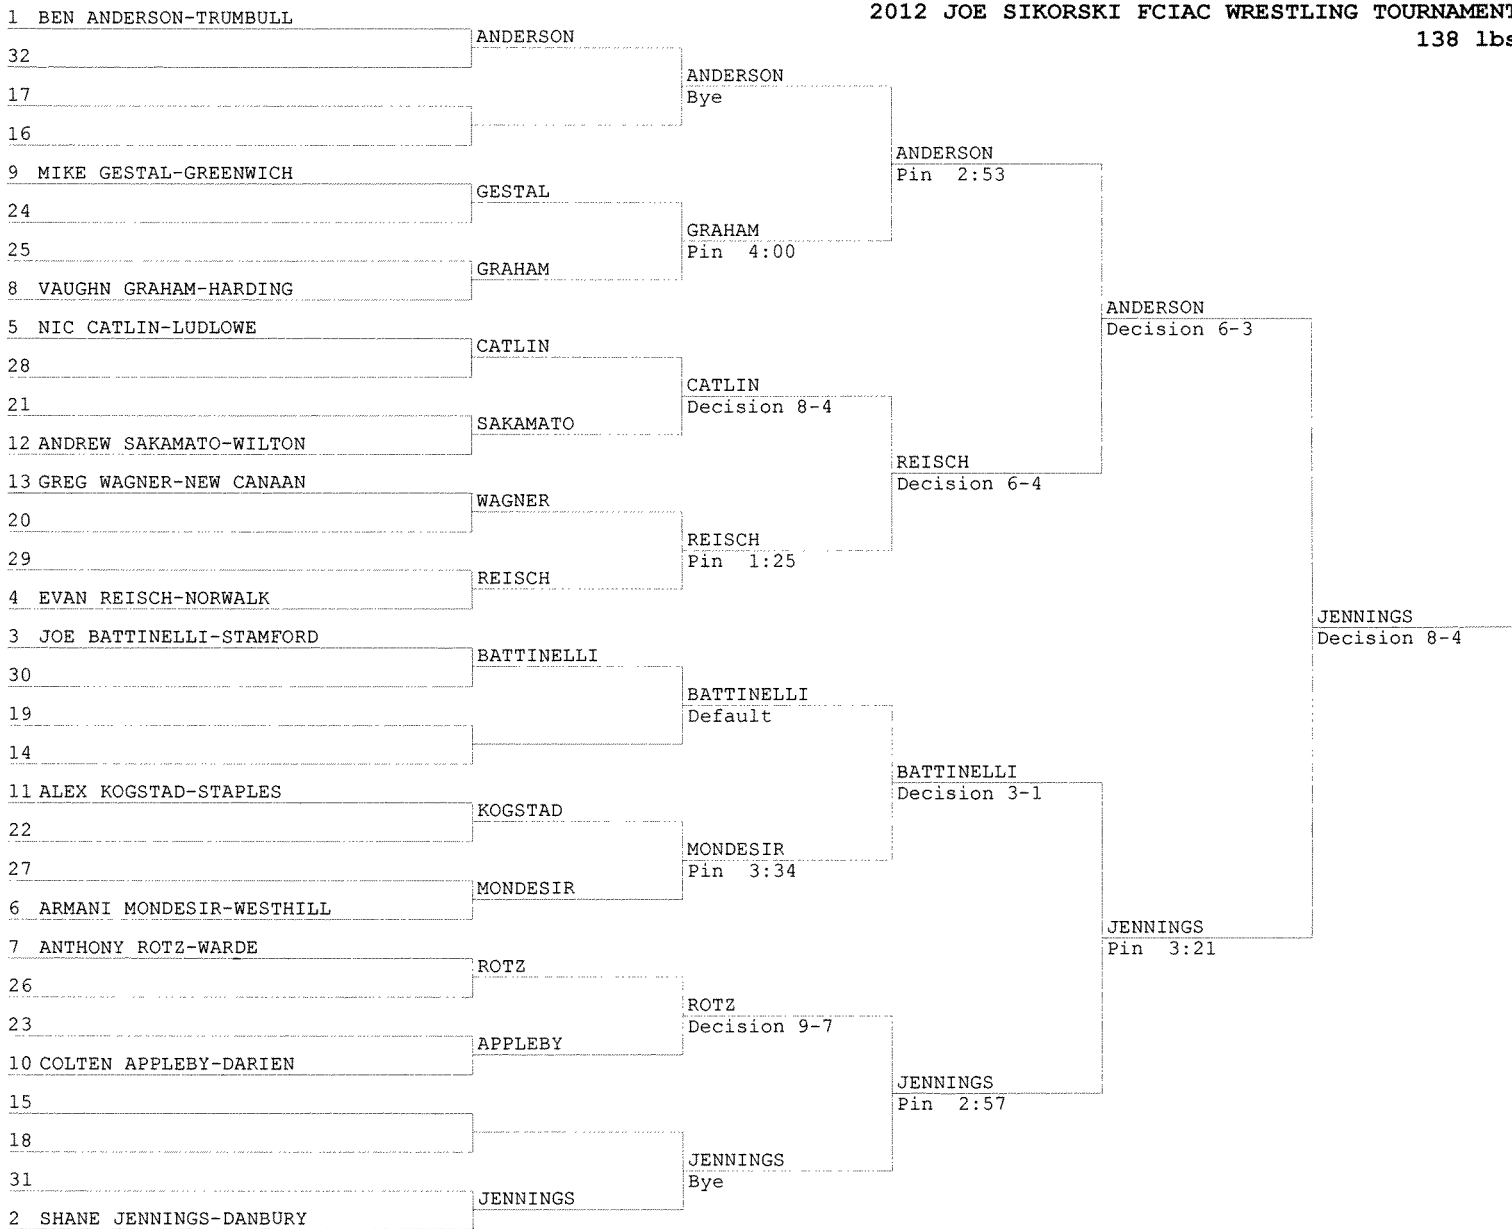 2012 JOE SIKORSKI FCIAC WRESTLING TOURNAMENT
138 lbs
1 BEN ANDERSON-TRUMBULL
32
17
16
9 MIKE GESTAL-GREENWICH
24
25
8 VAUGHN GRAHAM-HARDING
5 NIC CATLIN-LUDLOWE
28
21
12 ANDREW SAKAMATO-WILTON
13 GREG WAGNER-NEW CANAAN
20
29
4 EVAN REISCH-NORWALK
3 JOE BATTINELLI-STAMFORD
30
19
14
11 ALEX KOGSTAD-STAPLES
22
27
6 ARMANI MONDESIR-WESTHILL
7 ANTHONY ROTZ-WARDE
26
23
10 COLTEN APPLEBY-DARIEN
15
18
31
2 SHANE JENNINGS-DANBURY
ANDERSON
GESTAL
GRAHAM
CATLIN
SAKAMATO
WAGNER
REISCH
BATTINELLI
KOGSTAD
MONDESIR
ROTZ
APPLEBY
JENNINGS
ANDERSON
Bye
GRAHAM
Pin 4:00
CATLIN
Decision 8-4
REISCH
Pin 1:25
BATTINELLI
Default
MONDESIR
Pin 3:34
ROTZ
Decision 9-7
JENNINGS
Bye
ANDERSON
Pin 2:53
REISCH
Decision 6-4
BATTINELLI
Decision 3-1
JENNINGS
Pin 2:57
ANDERSON
Decision 6-3
JENNINGS
Pin 3:21
JENNINGS
Decision 8-4